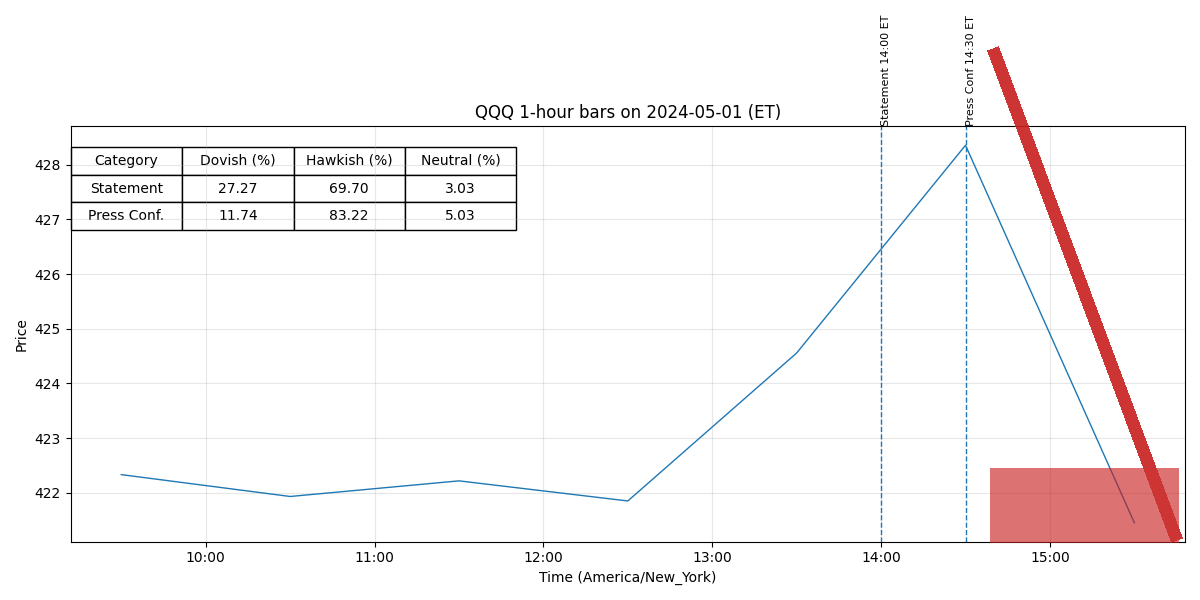 Statement 14:00 ET
Press Conf 14:30 ET
QQQ 1-hour bars on 2024-05-01 (ET)
Category Dovish (%) Hawkish (%) Neutral (%)
Statement 27.27 69.70 3.03
Press Conf. 11.74 83.22 5.03
428
427
426
425
424
423
422
Price
10:00 11:00 12:00 13:00 14:00 15:00
Time (America/New_York)